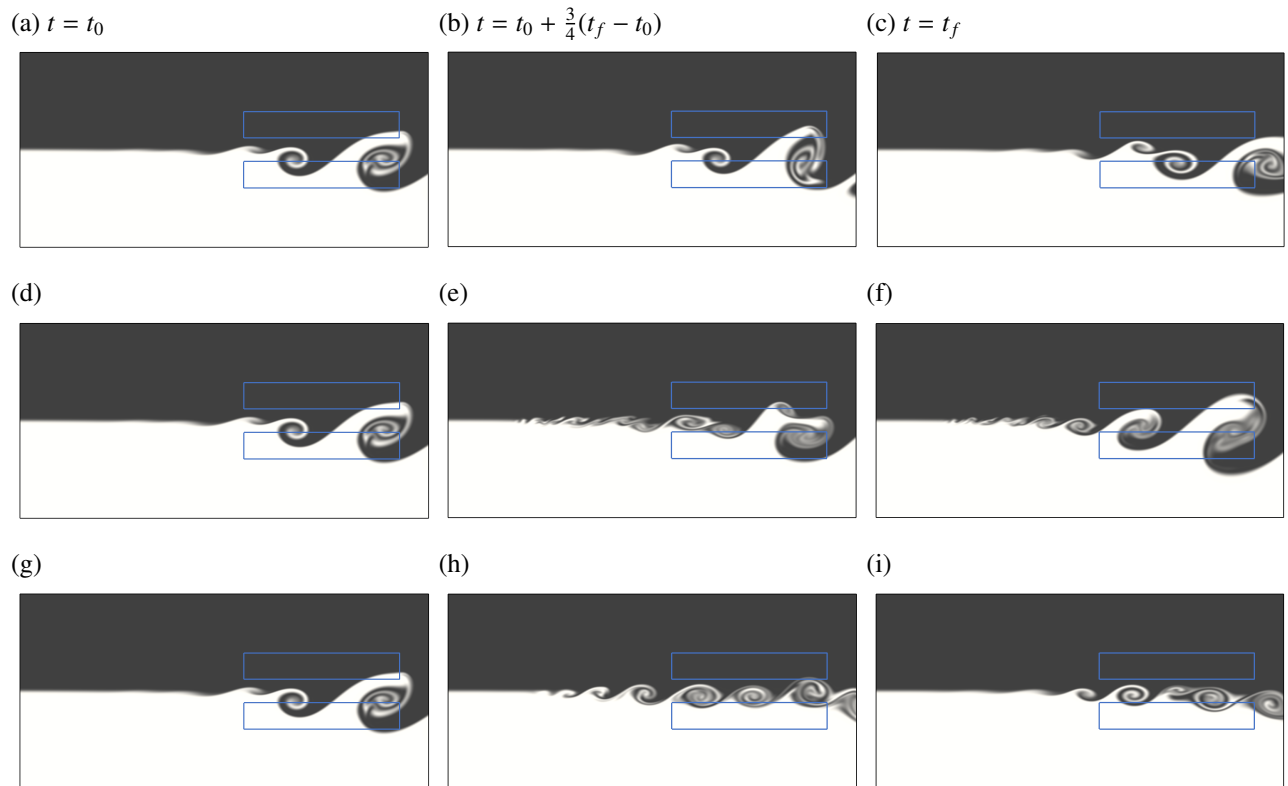 (a) t = t₀ (b) t = t₀ + ¾(t_f − t₀) (c) t = t_f
(d) (e) (f)
(g) (h) (i)